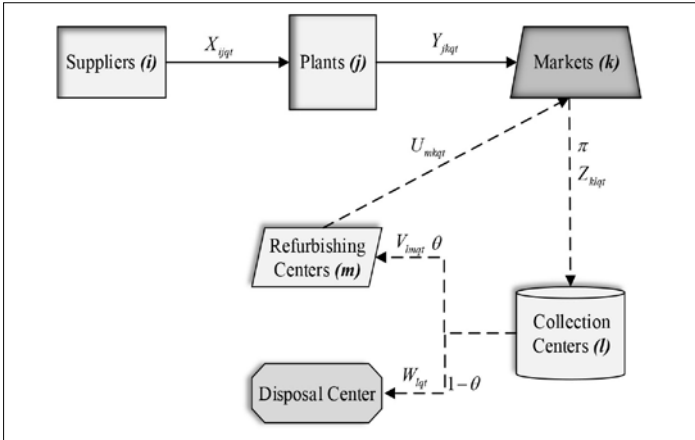 Suppliers (i)
X_ijqt
Plants (j)
Y_jkqt
Markets (k)
U_mkqt
π
Z_klqt
Refurbishing
Centers (m)
V_lmqt θ
Collection
Centers (l)
Disposal Center
W_lqt
1-θ